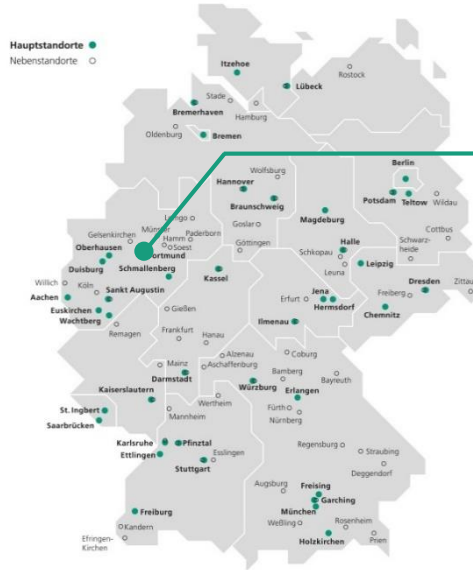 Hauptstandorte
Nebenstandorte
Itzehoe
Lübeck
Rostock
Stade
Bremerhaven
Hamburg
Oldenburg
Bremen
Berlin
Wolfsburg
Hannover
Potsdam
Teltow
Wildau
Braunschweig
Magdeburg
Münster
Gelsenkirchen
Hamm
Paderborn
Soest
Goslar
Cottbus
Oberhausen
Göttingen
Halle
Schwarz-
heide
Duisburg
Schmallenberg
Kassel
Schkopau
Leuna
Leipzig
Willich
Köln
Sankt Augustin
Dresden
Zittau
Aachen
Erfurt
Jena
Hermsdorf
Freiberg
Euskirchen
Gießen
Chemnitz
Wachtberg
Ilmenau
Remagen
Frankfurt
Hanau
Coburg
Alzenau
Mainz
Aschaffenburg
Bamberg
Bayreuth
Darmstadt
Würzburg
Erlangen
Kaiserslautern
Wertheim
Fürth
St. Ingbert
Mannheim
Nürnberg
Saarbrücken
Karlsruhe
Pfinztal
Regensburg
Straubing
Ettlingen
Esslingen
Stuttgart
Deggendorf
Augsburg
Freising
Garching
Freiburg
München
Kandern
Weßling
Rosenheim
Efringen-
Kirchen
Holzkirchen
Prien